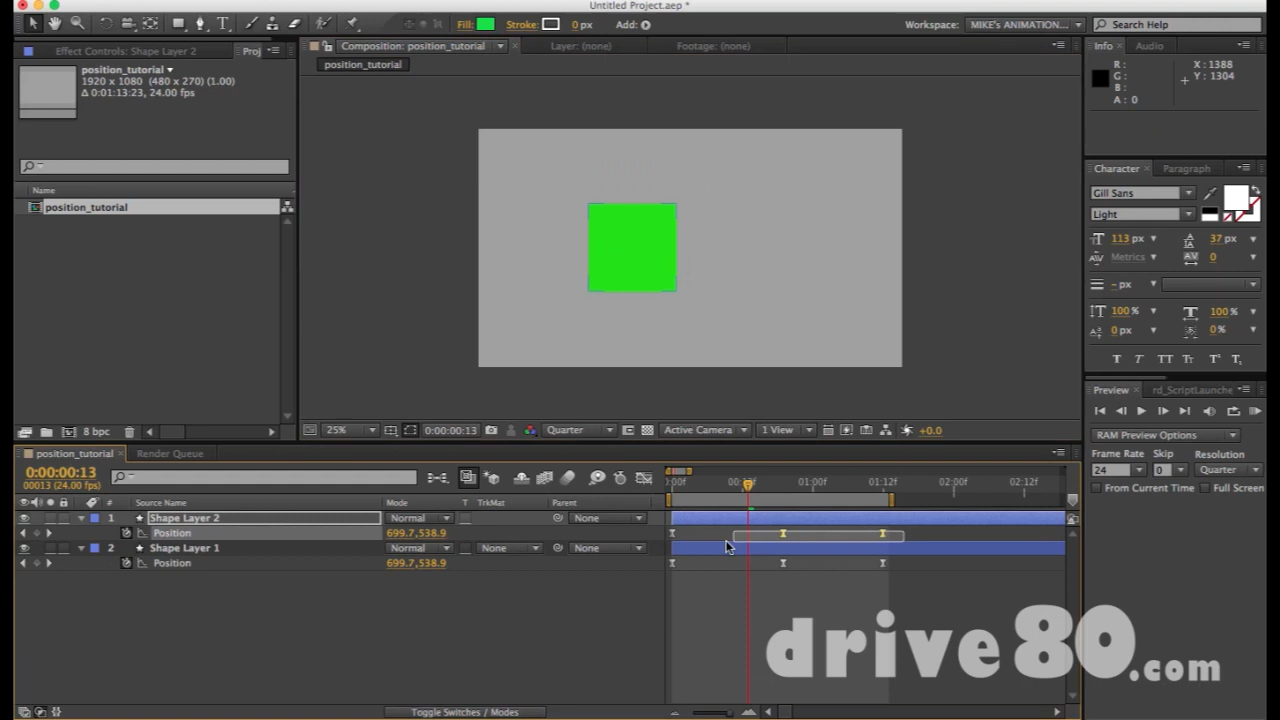 Untitled Project.aep *
Fill: Stroke: 0 px Add:
Workspace: MIKE'S ANIMATION... Search Help
Effect Controls: Shape Layer 2 Proj
position_tutorial
1920 x 1080 (480 x 270) (1.00)
Δ 0:01:13:23, 24.00 fps
Name
position_tutorial
8 bpc
Composition: position_tutorial Layer: (none) Footage: (none)
position_tutorial
25% 0:00:00:13 Quarter Active Camera 1 View +0.0
Info Audio
R: X: 1388
G: Y: 1304
B:
A: 0
Character Paragraph
Gill Sans
Light
113 px 37 px
Metrics 0
- px
100% 100%
0 px 0%
T T TT Tr T' T,
Preview rd_ScriptLaunche
RAM Preview Options
Frame Rate Skip Resolution
24 0 Quarter
From Current Time Full Screen
position_tutorial Render Queue
0:00:00:13
00013 (24.00 fps)
# Source Name Mode T TrkMat Parent
1 Shape Layer 2 Normal None
Position 699.7,538.9
2 Shape Layer 1 Normal None None
Position 699.7,538.9
01:00f 01:12f 02:00f 02:12f
Toggle Switches / Modes
drive80.com